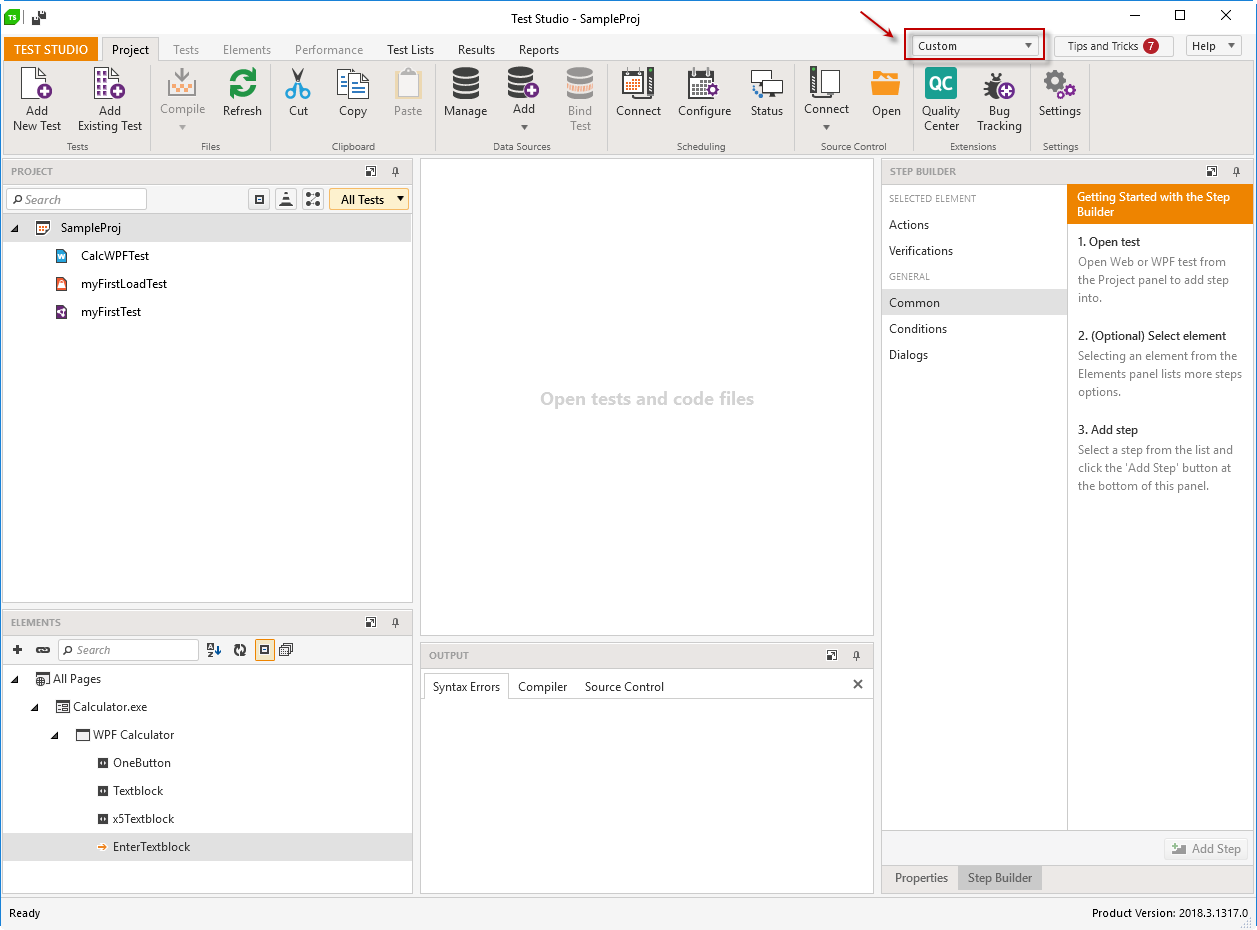 TS
Test Studio - SampleProj
TEST STUDIO
Project
Tests
Elements
Performance
Test Lists
Results
Reports
Custom
Tips and Tricks 7
Help
Add
New Test
Add
Existing Test
Compile
Refresh
Cut
Copy
Paste
Manage
Add
Bind
Test
Connect
Configure
Status
Connect
Open
QC
Quality
Center
Bug
Tracking
Settings
Tests
Files
Clipboard
Data Sources
Scheduling
Source Control
Extensions
Settings
PROJECT
Search
All Tests
SampleProj
CalcWPFTest
myFirstLoadTest
myFirstTest
ELEMENTS
Search
All Pages
Calculator.exe
WPF Calculator
OneButton
Textblock
x5Textblock
EnterTextblock
Open tests and code files
OUTPUT
Syntax Errors
Compiler
Source Control
STEP BUILDER
SELECTED ELEMENT
Actions
Verifications
GENERAL
Common
Conditions
Dialogs
Getting Started with the Step
Builder
1. Open test
Open Web or WPF test from
the Project panel to add step
into.
2. (Optional) Select element
Selecting an element from the
Elements panel lists more steps
options.
3. Add step
Select a step from the list and
click the 'Add Step' button at
the bottom of this panel.
Add Step
Properties
Step Builder
Ready
Product Version: 2018.3.1317.0